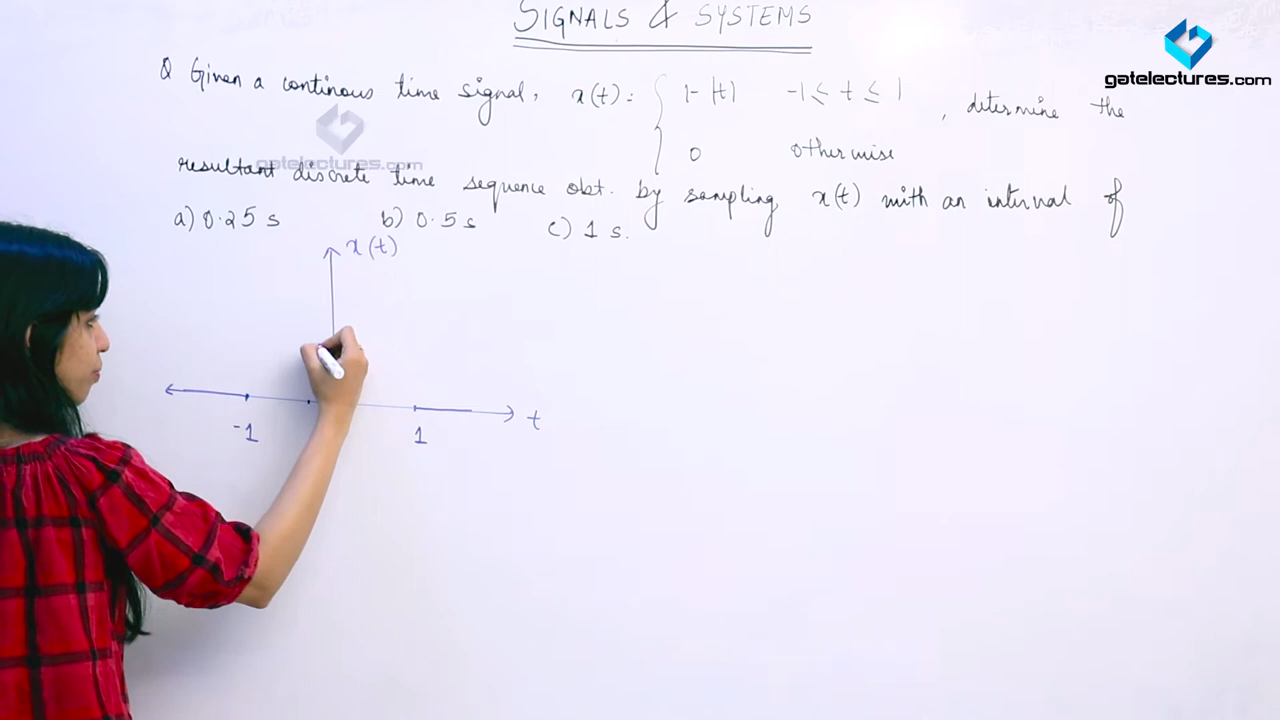 SIGNALS & SYSTEMS
gatelectures.com
Q Given a continous time signal, x(t) = { 1-|t| -1 ≤ t ≤ 1 , determine the
0 otherwise
gatelectures.com
resultant discrete time sequence obt. by sampling x(t) with an interval of
a) 0.25 s b) 0.5 s c) 1 s.
x(t)
t
-1 1